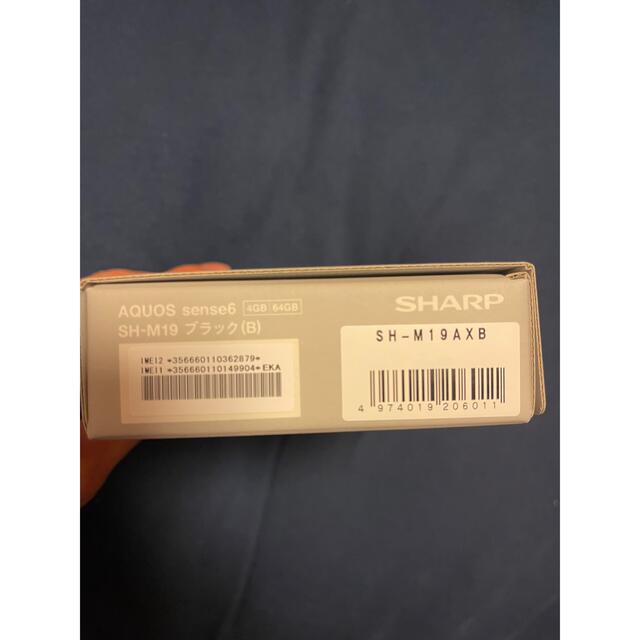 AQUOS sense6 4GB 64GB
SH-M19 ブラック(B)
IMEI2 *356660110362879*
IMEI1 *356660110149904* EKA
SHARP
SH-M19AXB
4 974019 206011